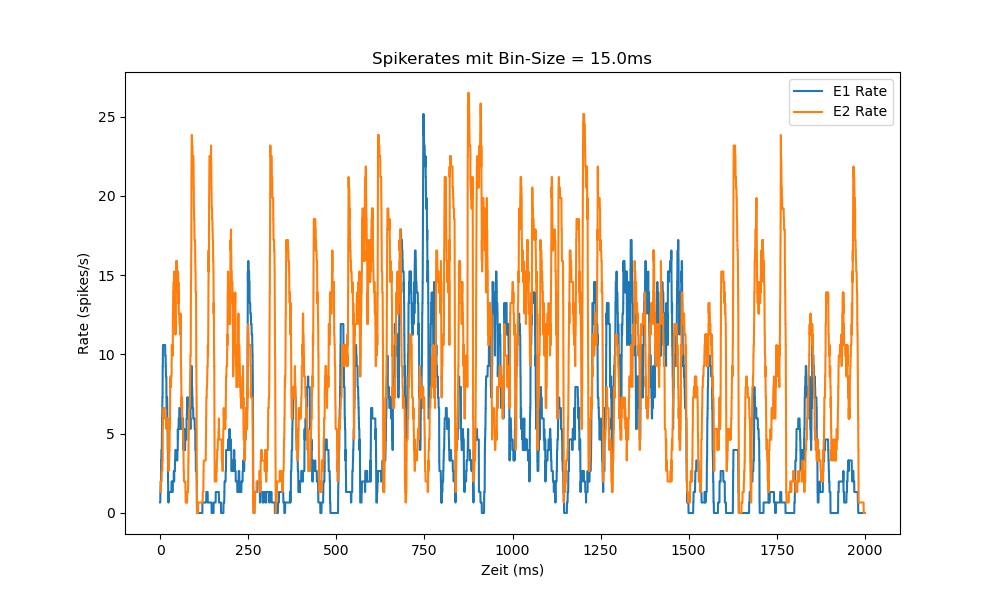 Spikerates mit Bin-Size = 15.0ms
E1 Rate
E2 Rate
Rate (spikes/s)
25
20
15
10
5
0
0 250 500 750 1000 1250 1500 1750 2000
Zeit (ms)